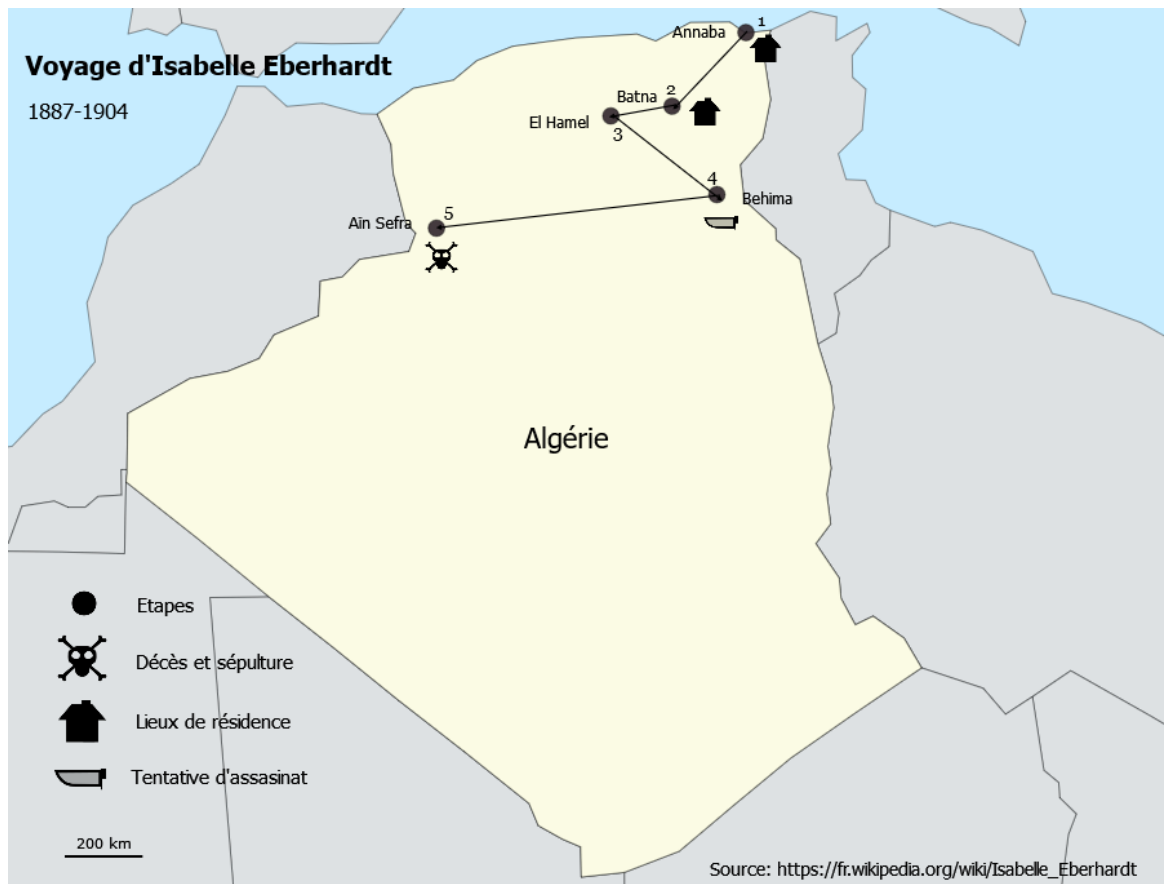 Voyage d'Isabelle Eberhardt
1887-1904
Annaba
1
Batna
2
El Hamel
3
4
Behima
Ain Sefra
5
Algérie
Etapes
Décès et sépulture
Lieux de résidence
Tentative d'assasinat
200 km
Source: https://fr.wikipedia.org/wiki/Isabelle_Eberhardt